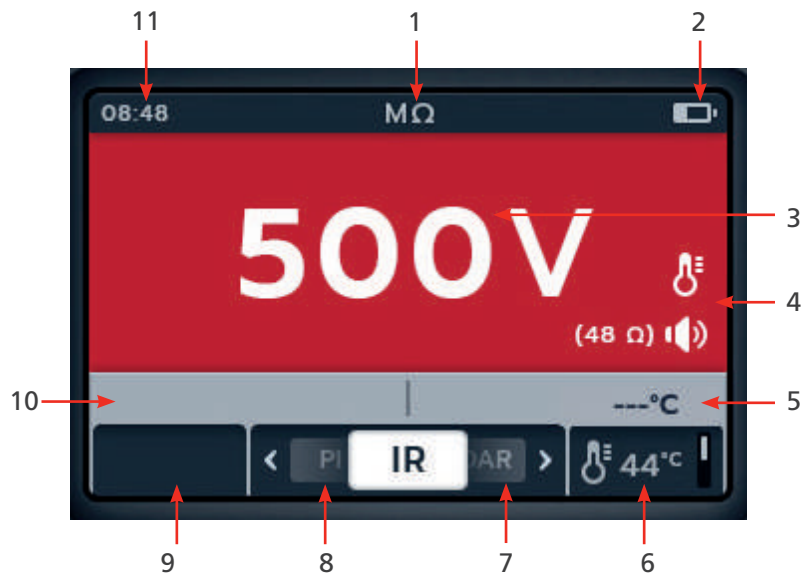 11 1 2
08:48 MΩ
500V
3
4
(48 Ω)
10 ---°C 5
< PI IR DAR > 44°C
9 8 7 6